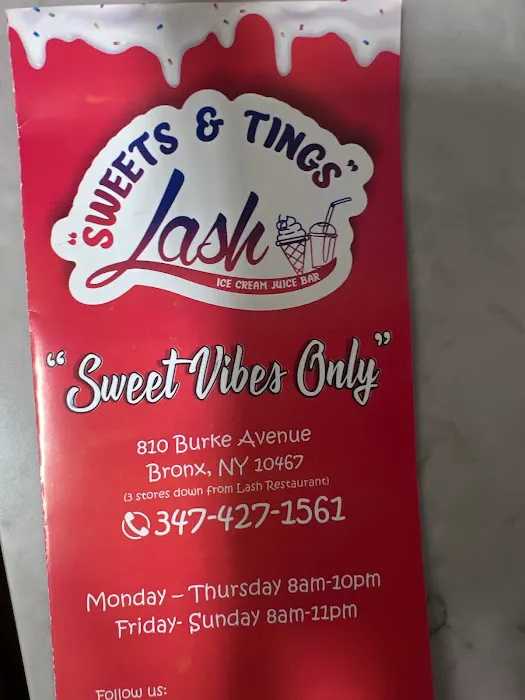 "SWEETS & TINGS"
Lash
ICE CREAM JUICE BAR
"Sweet Vibes Only"
810 Burke Avenue
Bronx, NY 10467
(3 stores down from Lash Restaurant)
347-427-1561
Monday – Thursday 8am-10pm
Friday- Sunday 8am-11pm
Follow us: